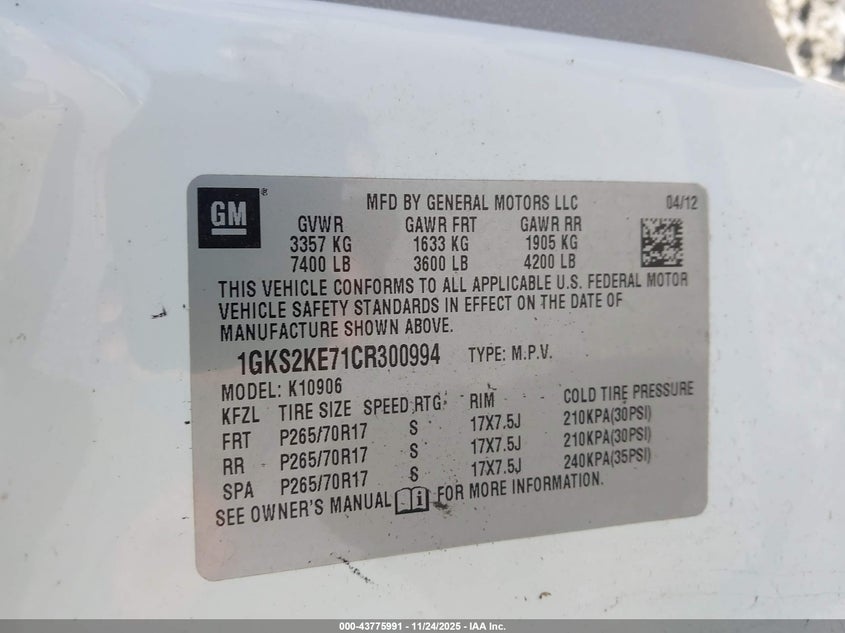 GM ®
MFD BY GENERAL MOTORS LLC 04/12
GVWR GAWR FRT GAWR RR
3357 KG 1633 KG 1905 KG
7400 LB 3600 LB 4200 LB
THIS VEHICLE CONFORMS TO ALL APPLICABLE U.S. FEDERAL MOTOR
VEHICLE SAFETY STANDARDS IN EFFECT ON THE DATE OF
MANUFACTURE SHOWN ABOVE.
1GKS2KE71CR300994 TYPE: M.P.V.
MODEL: K10906
KFZL TIRE SIZE SPEED RTG RIM COLD TIRE PRESSURE
FRT P265/70R17 S 17X7.5J 210KPA(30PSI)
RR P265/70R17 S 17X7.5J 210KPA(30PSI)
SPA P265/70R17 S 17X7.5J 240KPA(35PSI)
SEE OWNER'S MANUAL i FOR MORE INFORMATION.
000-43775991 - 11/24/2025 - IAA Inc.